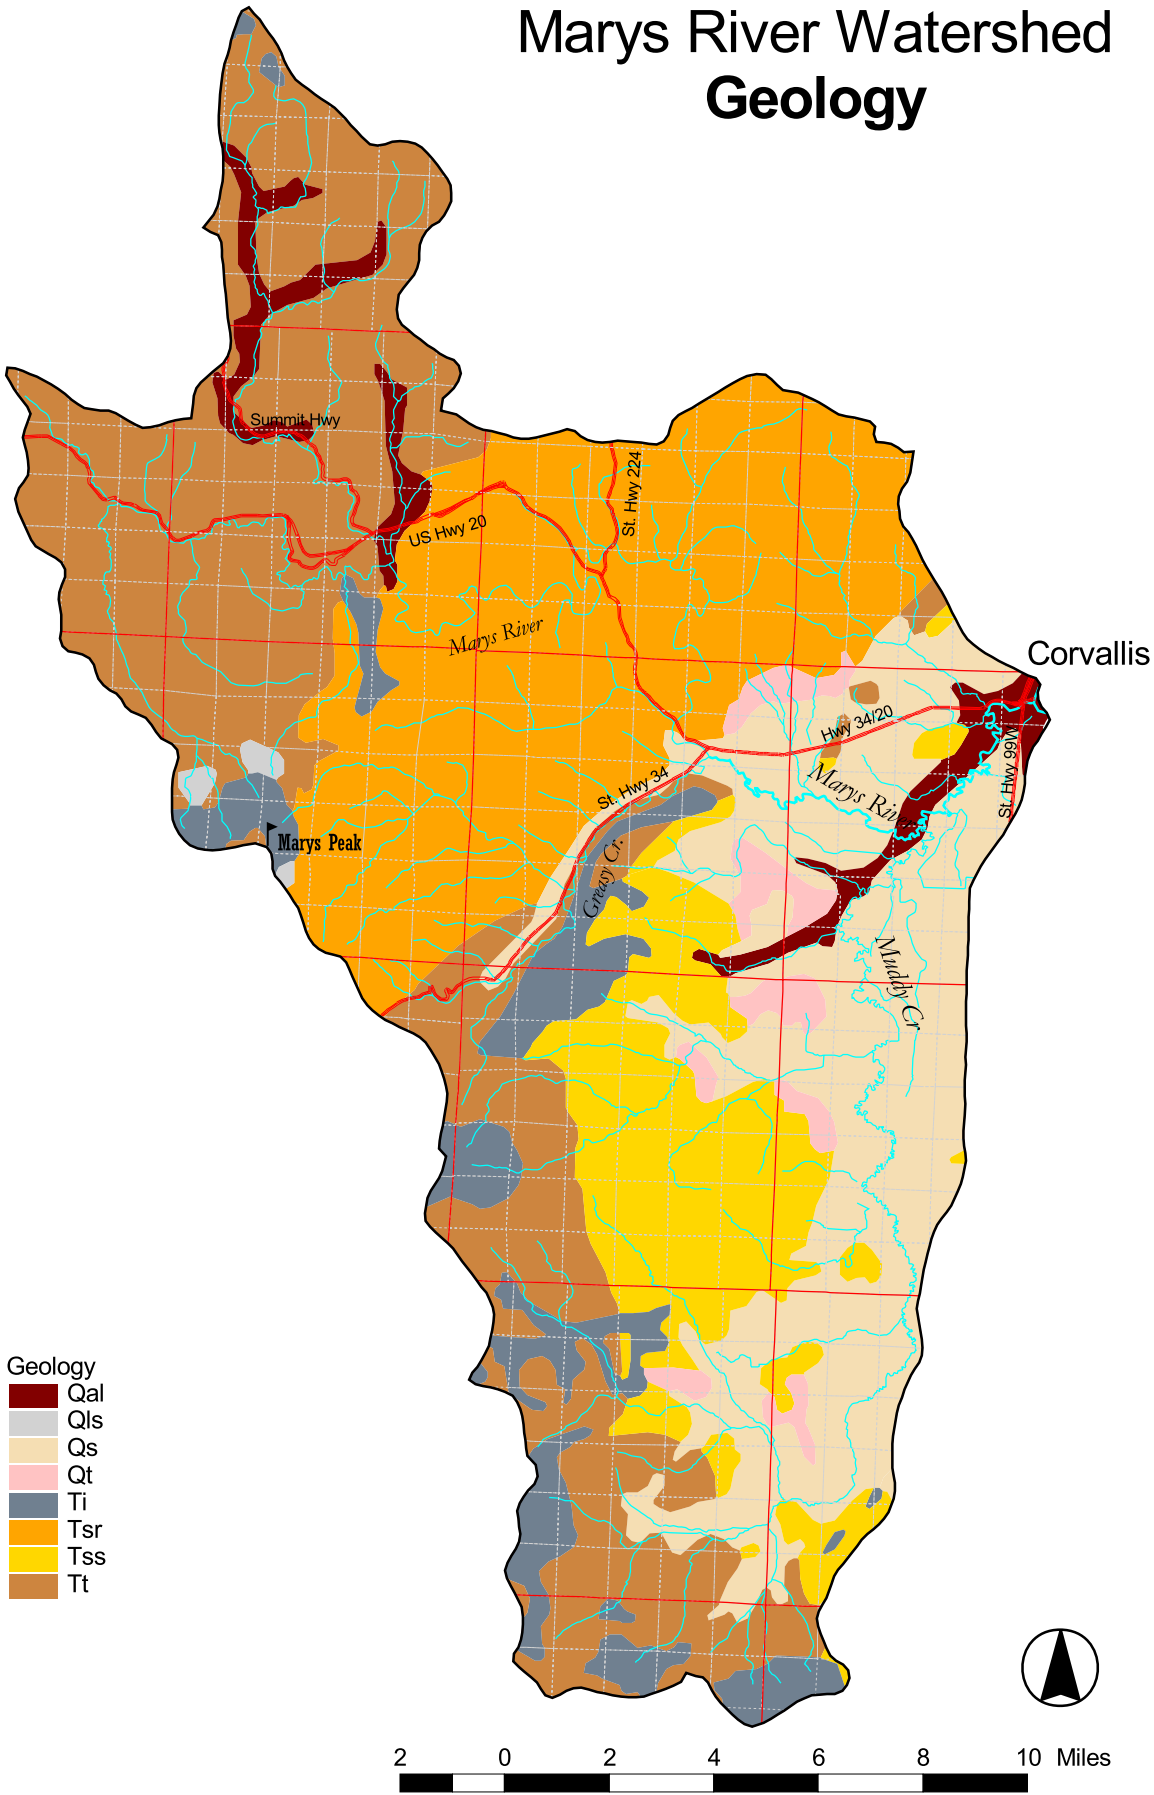 Marys River Watershed
Geology
Summit Hwy
US Hwy 20
St. Hwy 224
Marys River
Corvallis
Hwy 34/20
St. Hwy 99W
Marys River
St. Hwy 34
Marys Peak
Greasy Cr.
Muddy Cr
Geology
Qal
Qls
Qs
Qt
Ti
Tsr
Tss
Tt
2 0 2 4 6 8 10 Miles